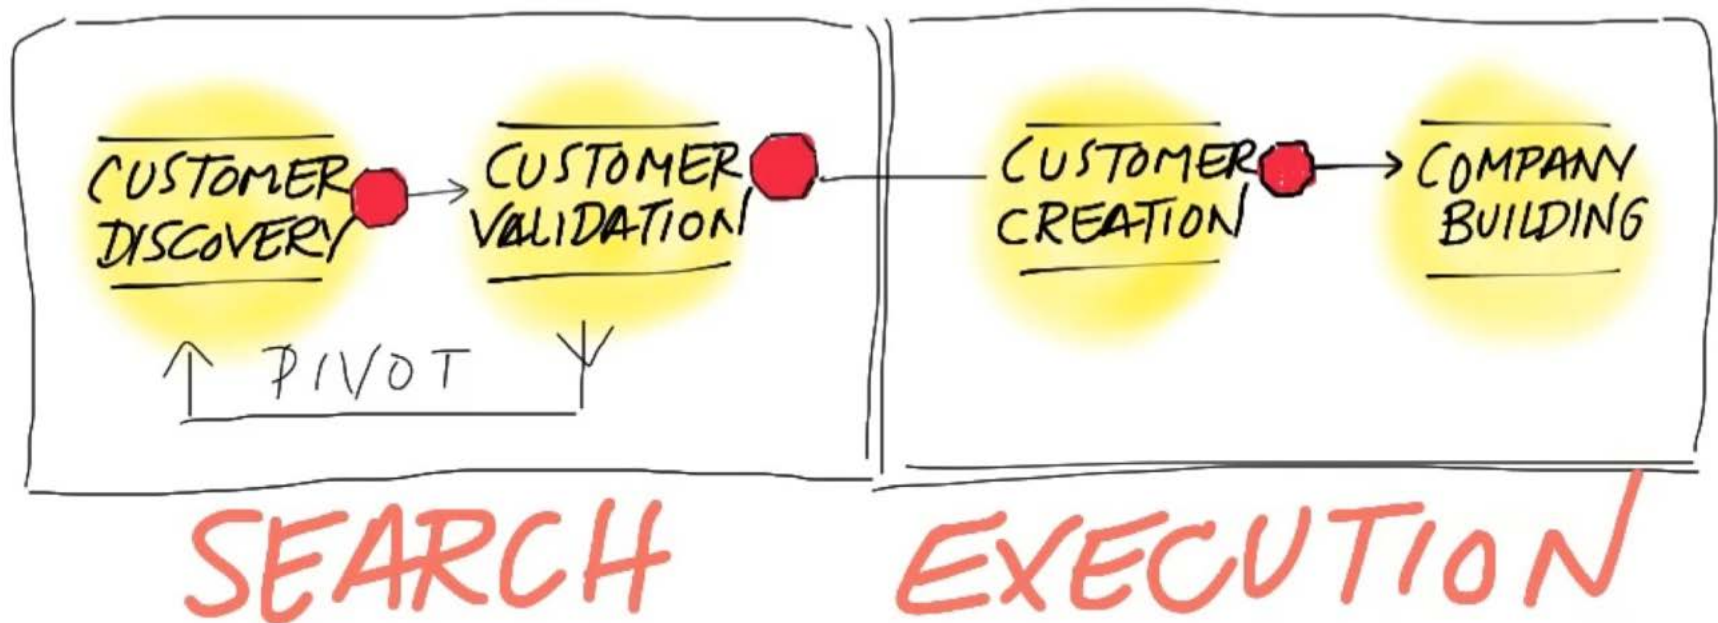 CUSTOMER
DISCOVERY
CUSTOMER
VALIDATION
PIVOT
CUSTOMER
CREATION
COMPANY
BUILDING
SEARCH
EXECUTION